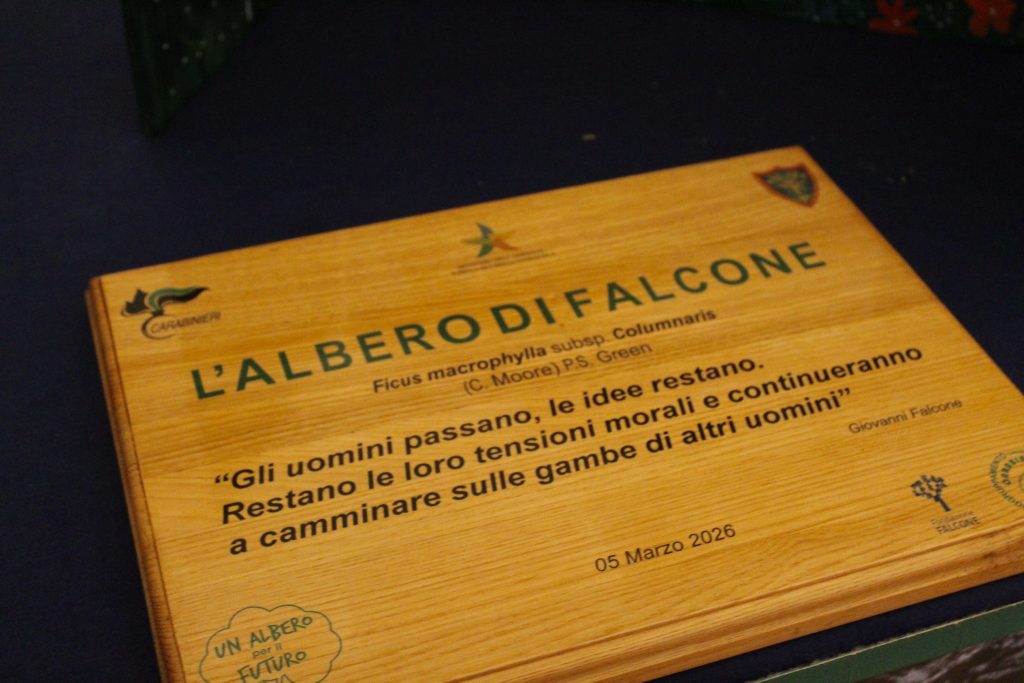 CARABINIERI
L'ALBERO DI FALCONE
Ficus macrophylla subsp. Columnaris
(C. Moore) P.S. Green
“Gli uomini passano, le idee restano.
Restano le loro tensioni morali e continueranno
a camminare sulle gambe di altri uomini”
Giovanni Falcone
05 Marzo 2026
Fondazione
FALCONE
UN ALBERO
per il
FUTURO